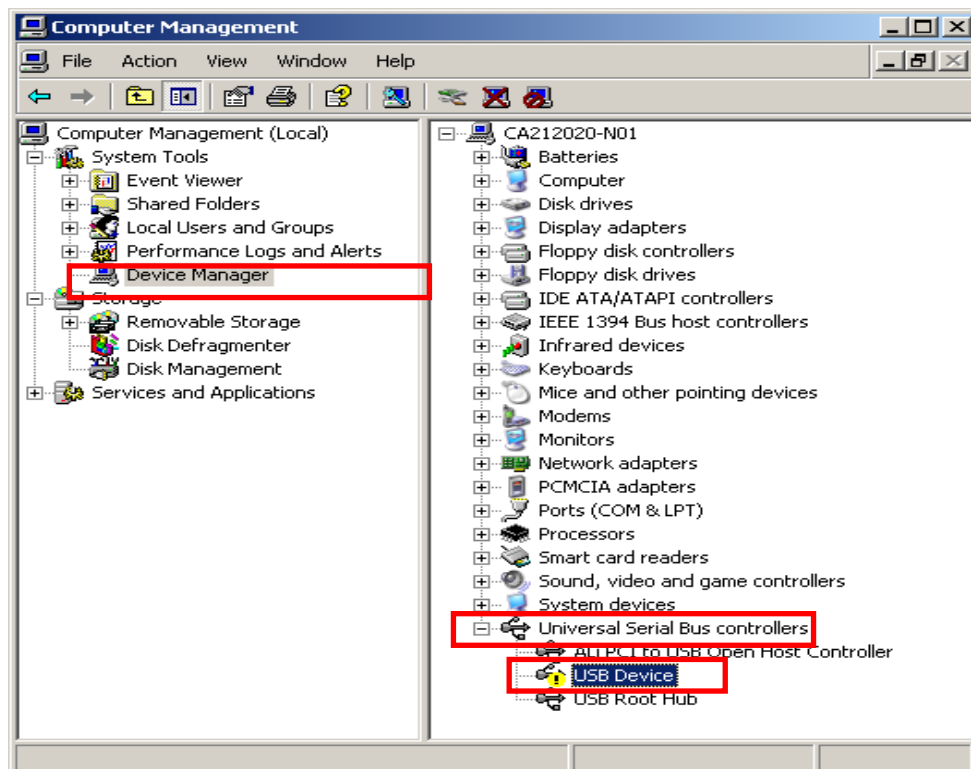 Computer Management
File Action View Window Help
Computer Management (Local)
System Tools
Event Viewer
Shared Folders
Local Users and Groups
Performance Logs and Alerts
Device Manager
Storage
Removable Storage
Disk Defragmenter
Disk Management
Services and Applications
CA212020-N01
Batteries
Computer
Disk drives
Display adapters
Floppy disk controllers
Floppy disk drives
IDE ATA/ATAPI controllers
IEEE 1394 Bus host controllers
Infrared devices
Keyboards
Mice and other pointing devices
Modems
Monitors
Network adapters
PCMCIA adapters
Ports (COM & LPT)
Processors
Smart card readers
Sound, video and game controllers
System devices
Universal Serial Bus controllers
ALi PCI to USB Open Host Controller
USB Device
USB Root Hub